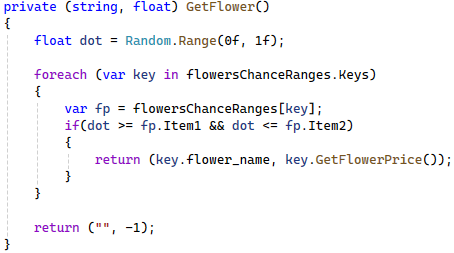 private (string, float) GetFlower()
{
    float dot = Random.Range(0f, 1f);

    foreach (var key in flowersChanceRanges.Keys)
    {
        var fp = flowersChanceRanges[key];
        if(dot >= fp.Item1 && dot <= fp.Item2)
        {
            return (key.flower_name, key.GetFlowerPrice());
        }
    }

    return ("", -1);
}